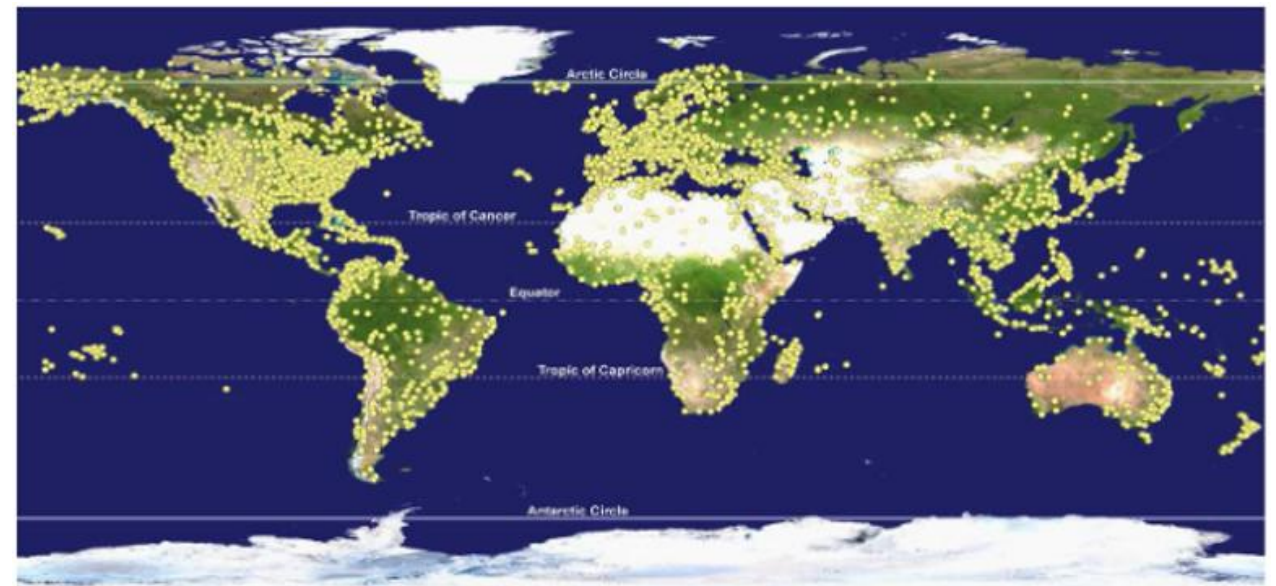 Arctic Circle
Tropic of Cancer
Equator
Tropic of Capricorn
Antarctic Circle